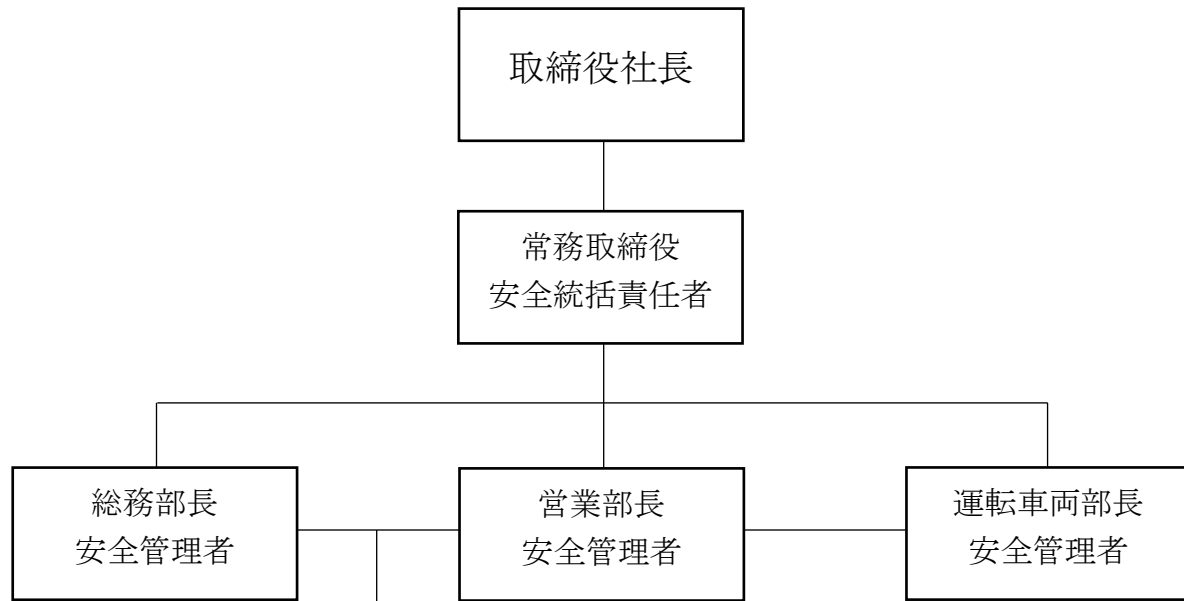 取締役社長
常務取締役
安全統括責任者
総務部長
安全管理者
営業部長
安全管理者
運転車両部長
安全管理者